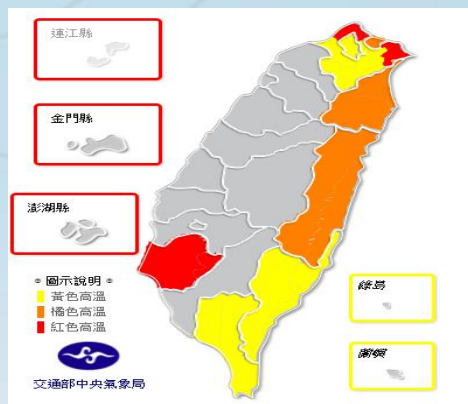 連江縣
金門縣
澎湖縣
圖示說明
黃色高溫
橘色高溫
紅色高溫
交通部中央氣象局
綠島
蘭嶼